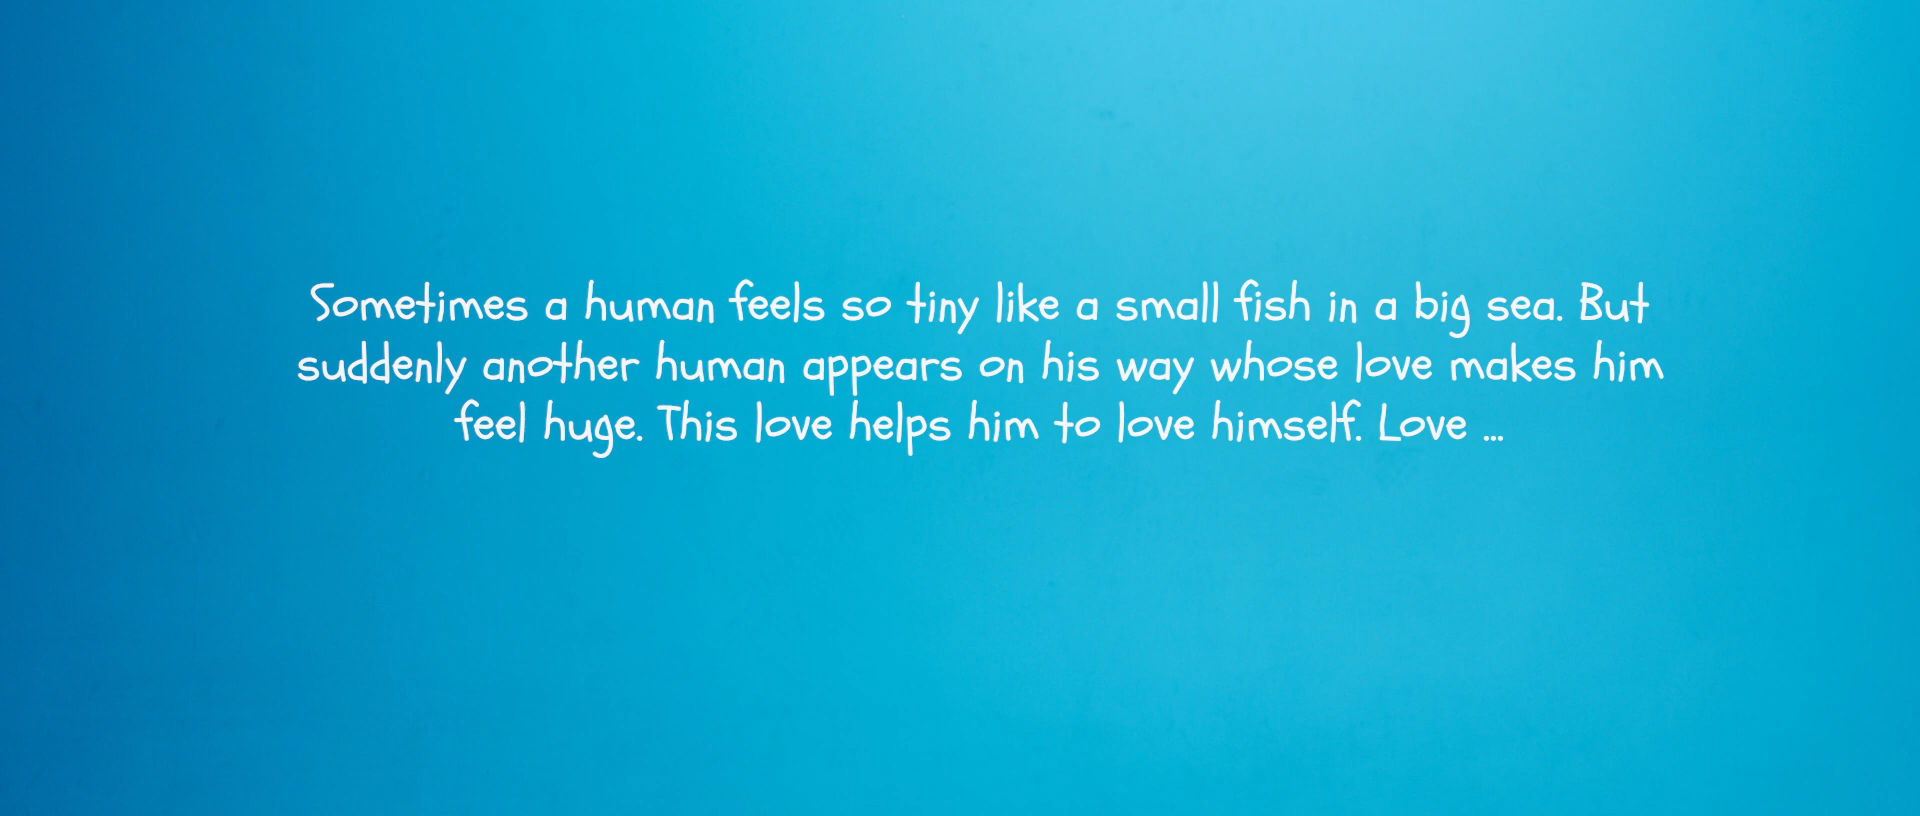 Sometimes a human feels so tiny like a small fish in a big sea. But
suddenly another human appears on his way whose love makes him
feel huge. This love helps him to love himself. Love ...